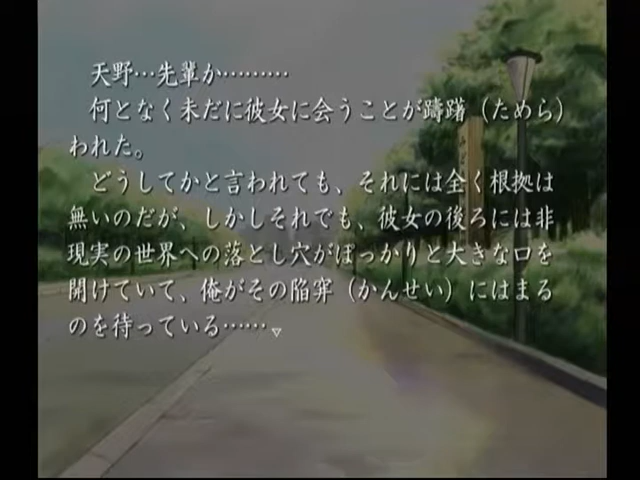 天野…先輩か………
何となく未だに彼女に会うことが躊躇（ためら）
われた。
どうしてかと言われても、それには全く根拠は
無いのだが、しかしそれでも、彼女の後ろには非
現実の世界への落とし穴がぽっかりと大きな口を
開けていて、俺がその陥穽（かんせい）にはまる
のを待っている……